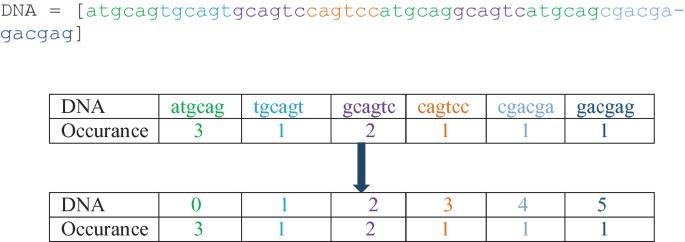 DNA = [atgcagtgcagtgcagtccagtccatgcaggcagtcatgcagcgacga-
gacgag]
DNA atgcag tgcagt gcagtc cagtcc cgacga gacgag
Occurance 3 1 2 1 1 1
DNA 0 1 2 3 4 5
Occurance 3 1 2 1 1 1